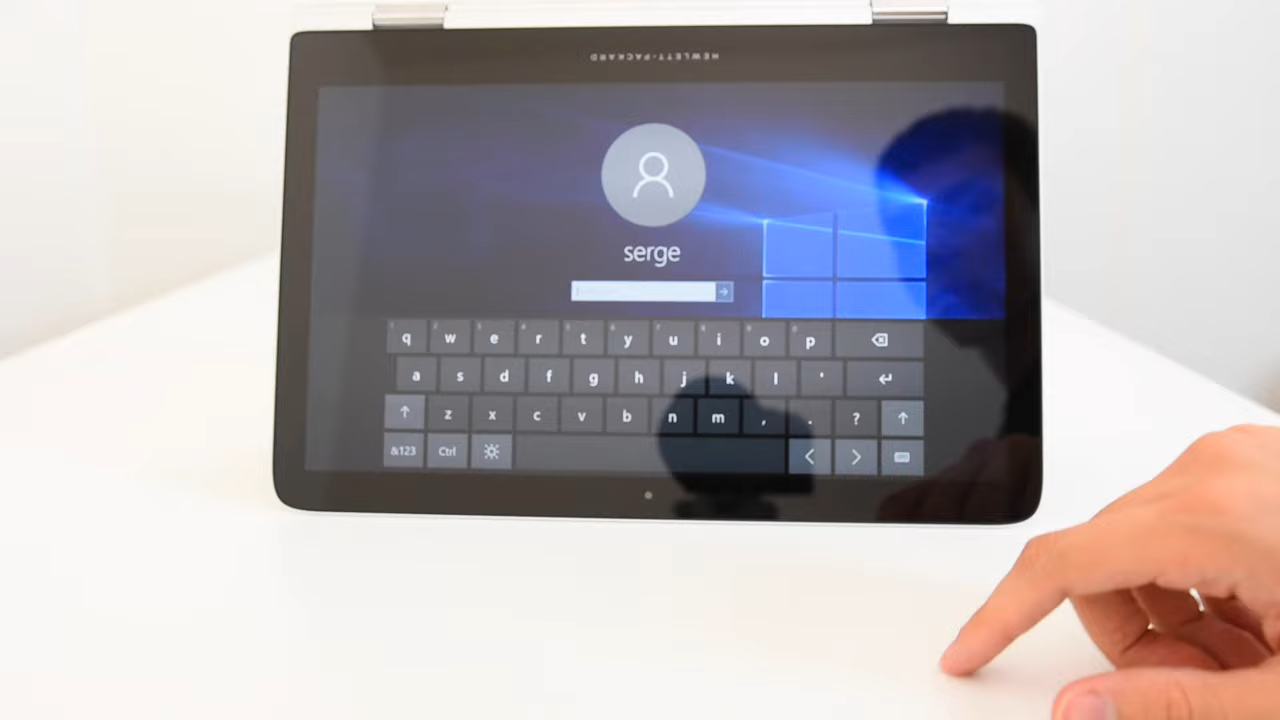 HEWLETT-PACKARD
serge
q w e r t y u i o p
a s d f g h j k l '
z x c v b n m , . ?
&123 Ctrl < >